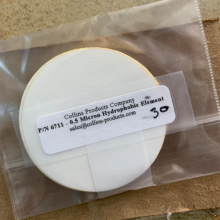 Collins Products Company
P/N 6711 - 0.5 Micron Hydrophobic Element
sales@collins-products.com
30